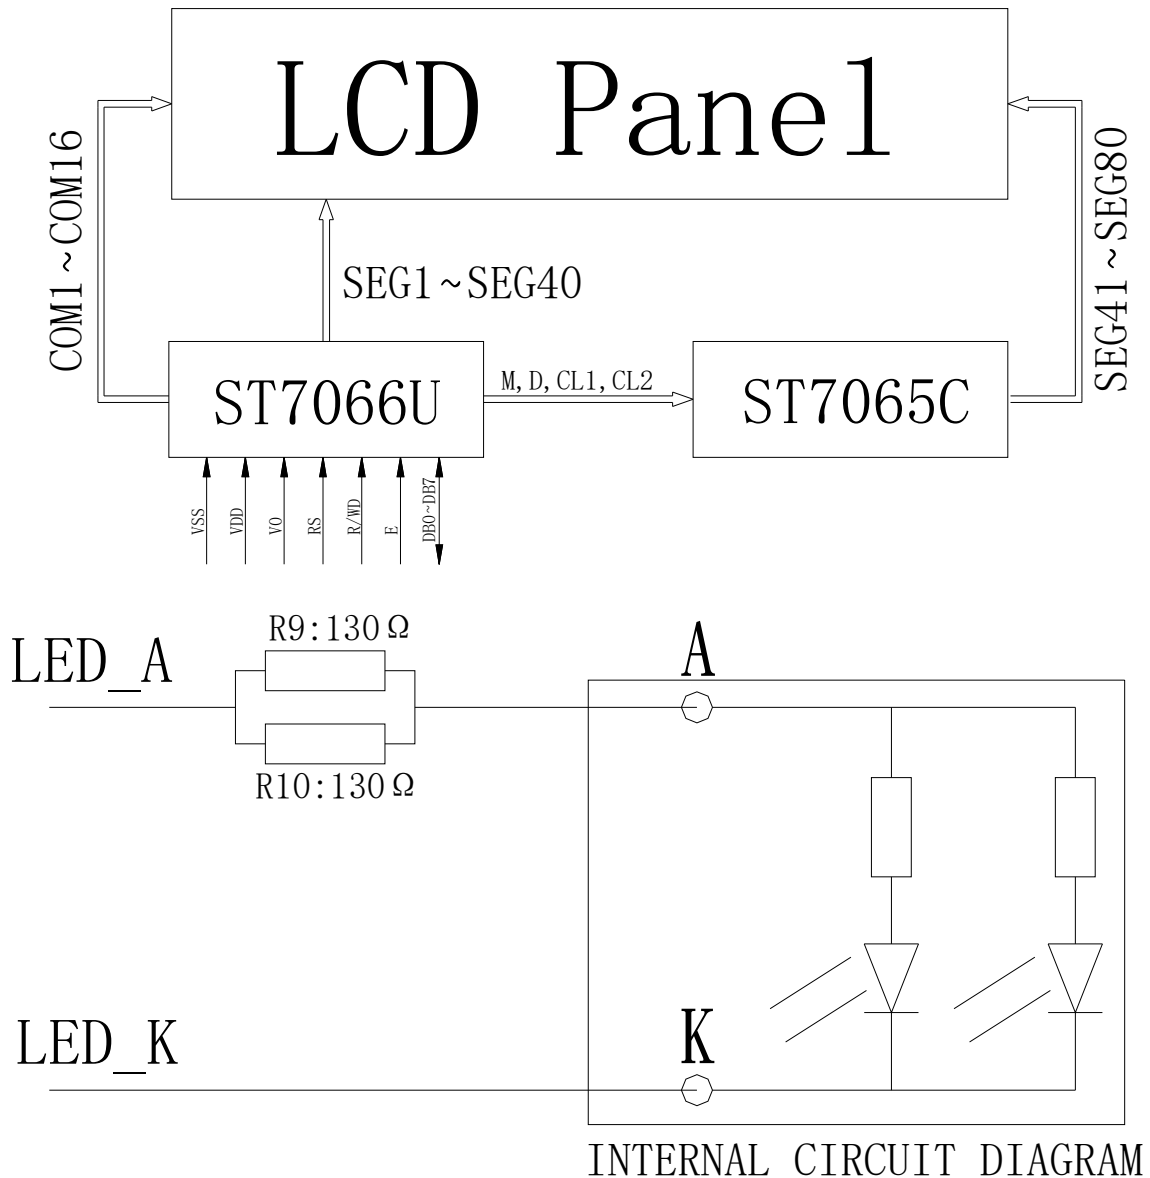 LCD Panel
COM1~COM16
SEG1~SEG40
SEG41~SEG80
ST7066U
M, D, CL1, CL2
ST7065C
VSS
VDD
V0
RS
R/WD
E
DB0~DB7
R9:130Ω
LED_A
R10:130Ω
A
LED_K
K
INTERNAL CIRCUIT DIAGRAM